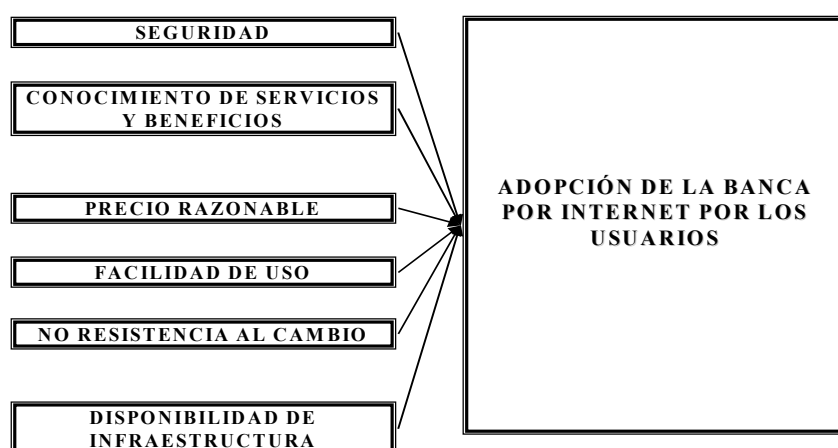 SEGURIDAD
CONOCIMIENTO DE SERVICIOS
Y BENEFICIOS
PRECIO RAZONABLE
FACILIDAD DE USO
NO RESISTENCIA AL CAMBIO
DISPONIBILIDAD DE
INFRAESTRUCTURA
ADOPCIÓN DE LA BANCA
POR INTERNET POR LOS
USUARIOS